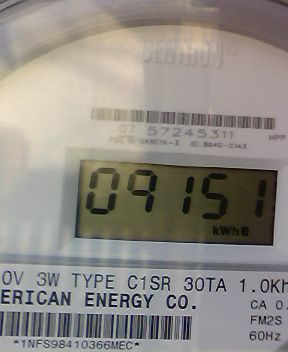 CENTRON®
07 57245311
09151
kWh
0V 3W TYPE C1SR 30TA 1.0Kh
ERICAN ENERGY CO.
CA 0.
FM2S
60Hz
*1NFS98410366MEC*